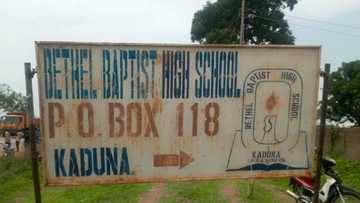 BETHEL BAPTIST HIGH SCHOOL
P.O. BOX 118
KADUNA
BETHEL BAPTIST HIGH SCHOOL
KADUNA